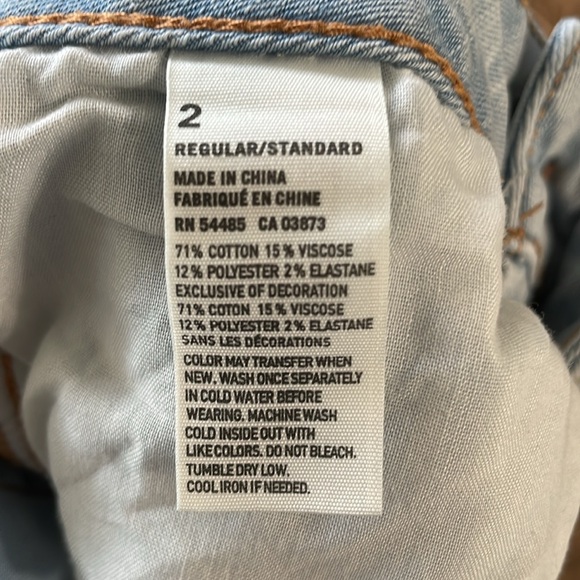 2
REGULAR/STANDARD
MADE IN CHINA
FABRIQUÉ EN CHINE
RN 54485 CA 03873
71% COTTON 15% VISCOSE
12% POLYESTER 2% ELASTANE
EXCLUSIVE OF DECORATION
71% COTON 15% VISCOSE
12% POLYESTER 2% ELASTANE
SANS LES DÉCORATIONS
COLOR MAY TRANSFER WHEN
NEW. WASH ONCE SEPARATELY
IN COLD WATER BEFORE
WEARING. MACHINE WASH
COLD INSIDE OUT WITH
LIKE COLORS. DO NOT BLEACH.
TUMBLE DRY LOW.
COOL IRON IF NEEDED.